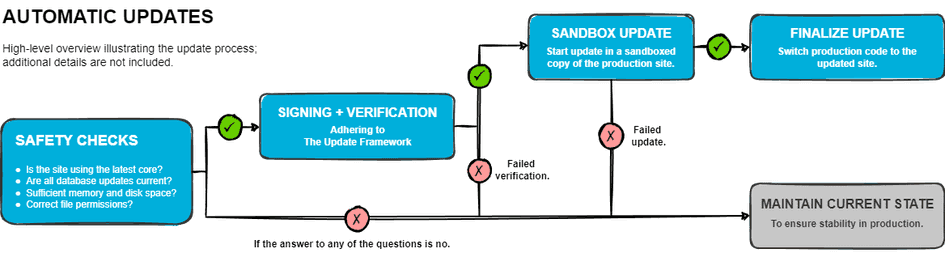 AUTOMATIC UPDATES
High-level overview illustrating the update process;
additional details are not included.
SAFETY CHECKS
• Is the site using the latest core?
• Are all database updates current?
• Sufficient memory and disk space?
• Correct file permissions?
✓
SIGNING + VERIFICATION
Adhering to
The Update Framework
✓
X
Failed
verification.
SANDBOX UPDATE
Start update in a sandboxed
copy of the production site.
✓
X
Failed
update.
FINALIZE UPDATE
Switch production code to the
updated site.
X
If the answer to any of the questions is no.
MAINTAIN CURRENT STATE
To ensure stability in production.